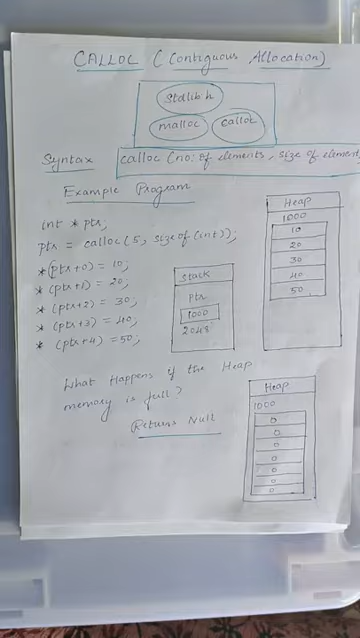 CALLOC (Contiguous Allocation)
Stdlib.h
malloc calloc
Syntax calloc (no: of elements, size of element
Example Program
int * ptr;
ptr = calloc(5, size of (int));
*(ptr+0) = 10;
* (ptr+1) = 20;
* (ptr+2) = 30;
* (ptr+3) = 40;
* (ptr+4) = 50;
Stack
Ptr
1000
2048
Heap
1000
10
20
30
40
50
What Happens if the Heap
memory is full?
Returns Null
Heap
1000
0
0
0
0
0
0